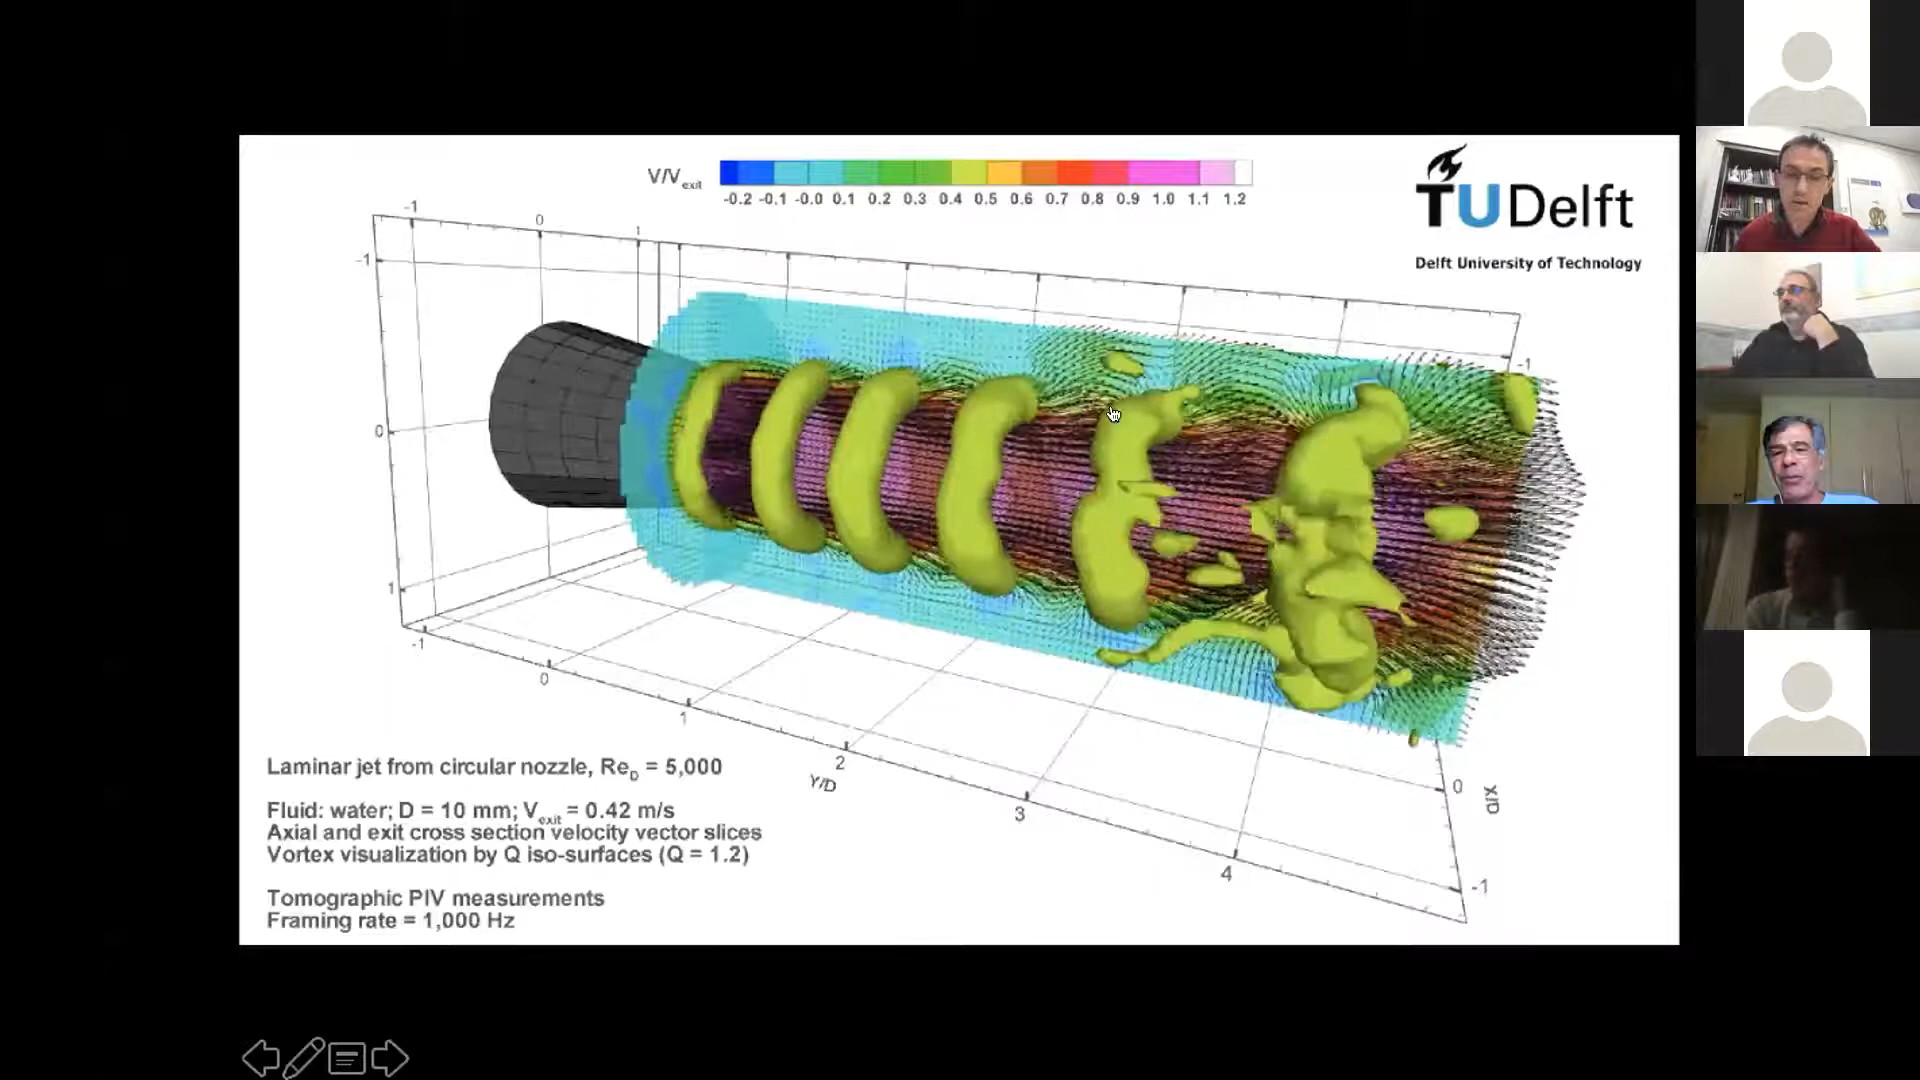 V/Vexit
-0.2 -0.1 -0.0 0.1 0.2 0.3 0.4 0.5 0.6 0.7 0.8 0.9 1.0 1.1 1.2
TUDelft
Delft University of Technology
-1
0
1
-1
0
1
-1
-1
0
1
2
3
4
Y/D
0
-1
X/D
Laminar jet from circular nozzle, ReD = 5,000
Fluid: water; D = 10 mm; Vexit = 0.42 m/s
Axial and exit cross section velocity vector slices
Vortex visualization by Q iso-surfaces (Q = 1.2)
Tomographic PIV measurements
Framing rate = 1,000 Hz